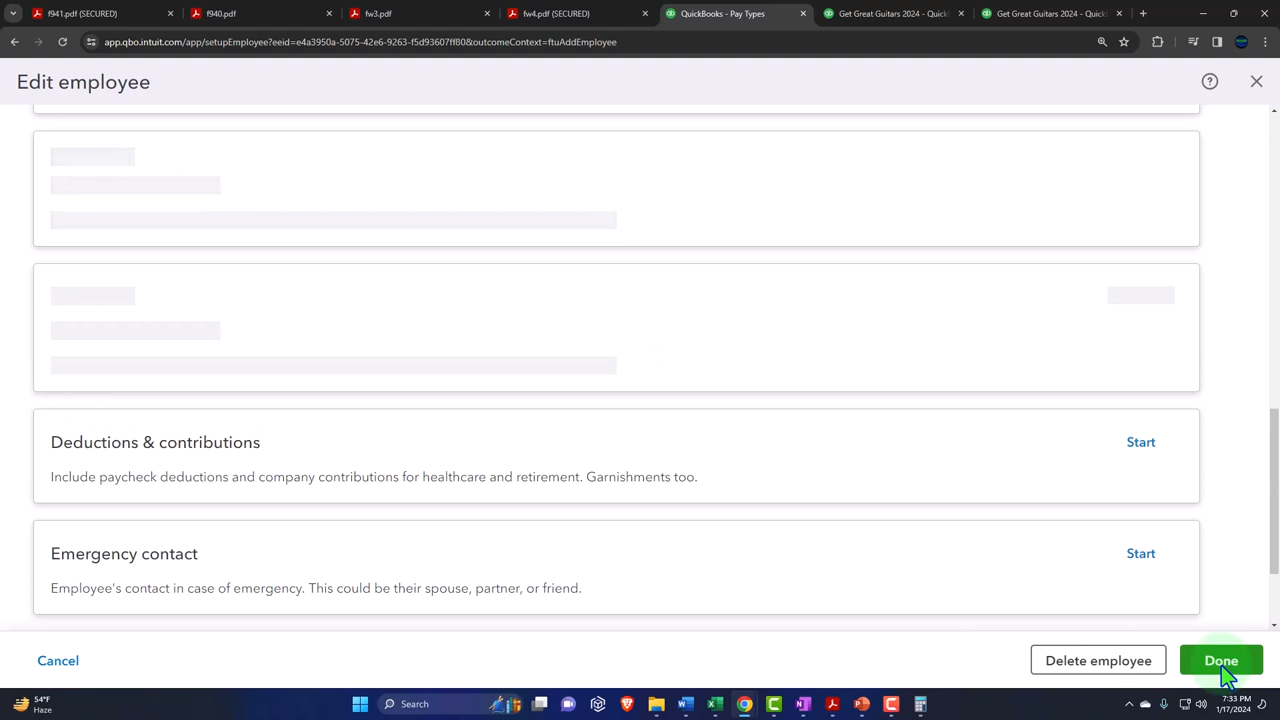 f941.pdf (SECURED)
f940.pdf
fw3.pdf
fw4.pdf (SECURED)
QuickBooks - Pay Types
Get Great Guitars 2024 - Quick
Get Great Guitars 2024 - Quick
app.qbo.intuit.com/app/setupEmployee?eeid=e4a3950a-5075-42e6-9263-f5d93607ff80&outcomeContext=ftuAddEmployee
Edit employee
Deductions & contributions
Start
Include paycheck deductions and company contributions for healthcare and retirement. Garnishments too.
Emergency contact
Start
Employee's contact in case of emergency. This could be their spouse, partner, or friend.
Cancel
Delete employee
Done
54°F
Haze
Search
7:33 PM
1/17/2024